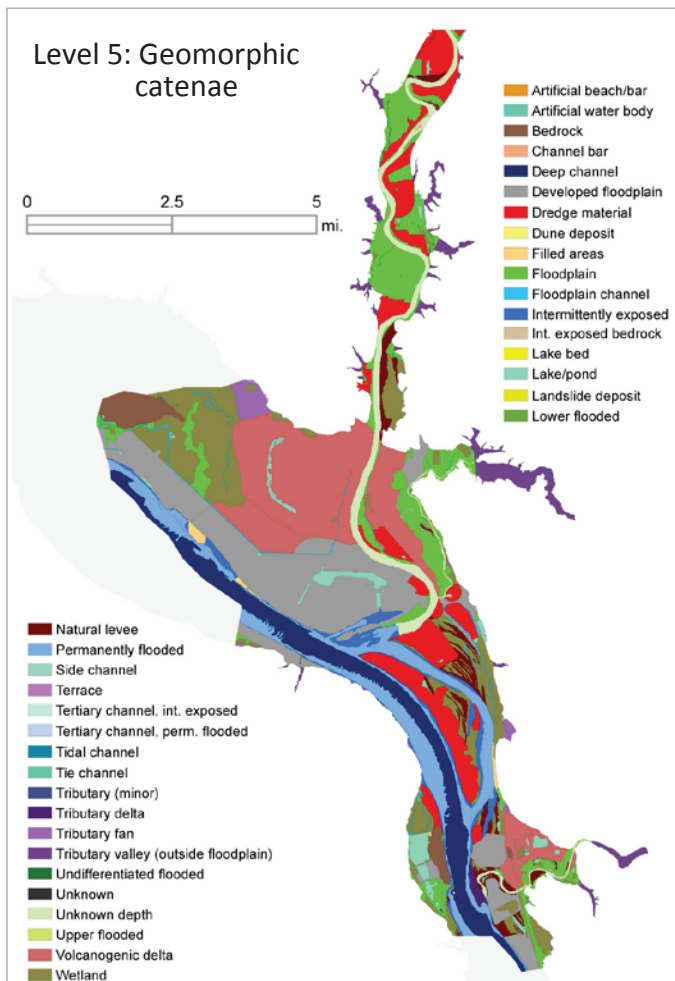 Level 5: Geomorphic
catenae
0 2.5 5
mi.
Artificial beach/bar
Artificial water body
Bedrock
Channel bar
Deep channel
Developed floodplain
Dredge material
Dune deposit
Filled areas
Floodplain
Floodplain channel
Intermittently exposed
Int. exposed bedrock
Lake bed
Lake/pond
Landslide deposit
Lower flooded
Natural levee
Permanently flooded
Side channel
Terrace
Tertiary channel, int. exposed
Tertiary channel, perm. flooded
Tidal channel
Tie channel
Tributary (minor)
Tributary delta
Tributary fan
Tributary valley (outside floodplain)
Undifferentiated flooded
Unknown
Unknown depth
Upper flooded
Volcanogenic delta
Wetland